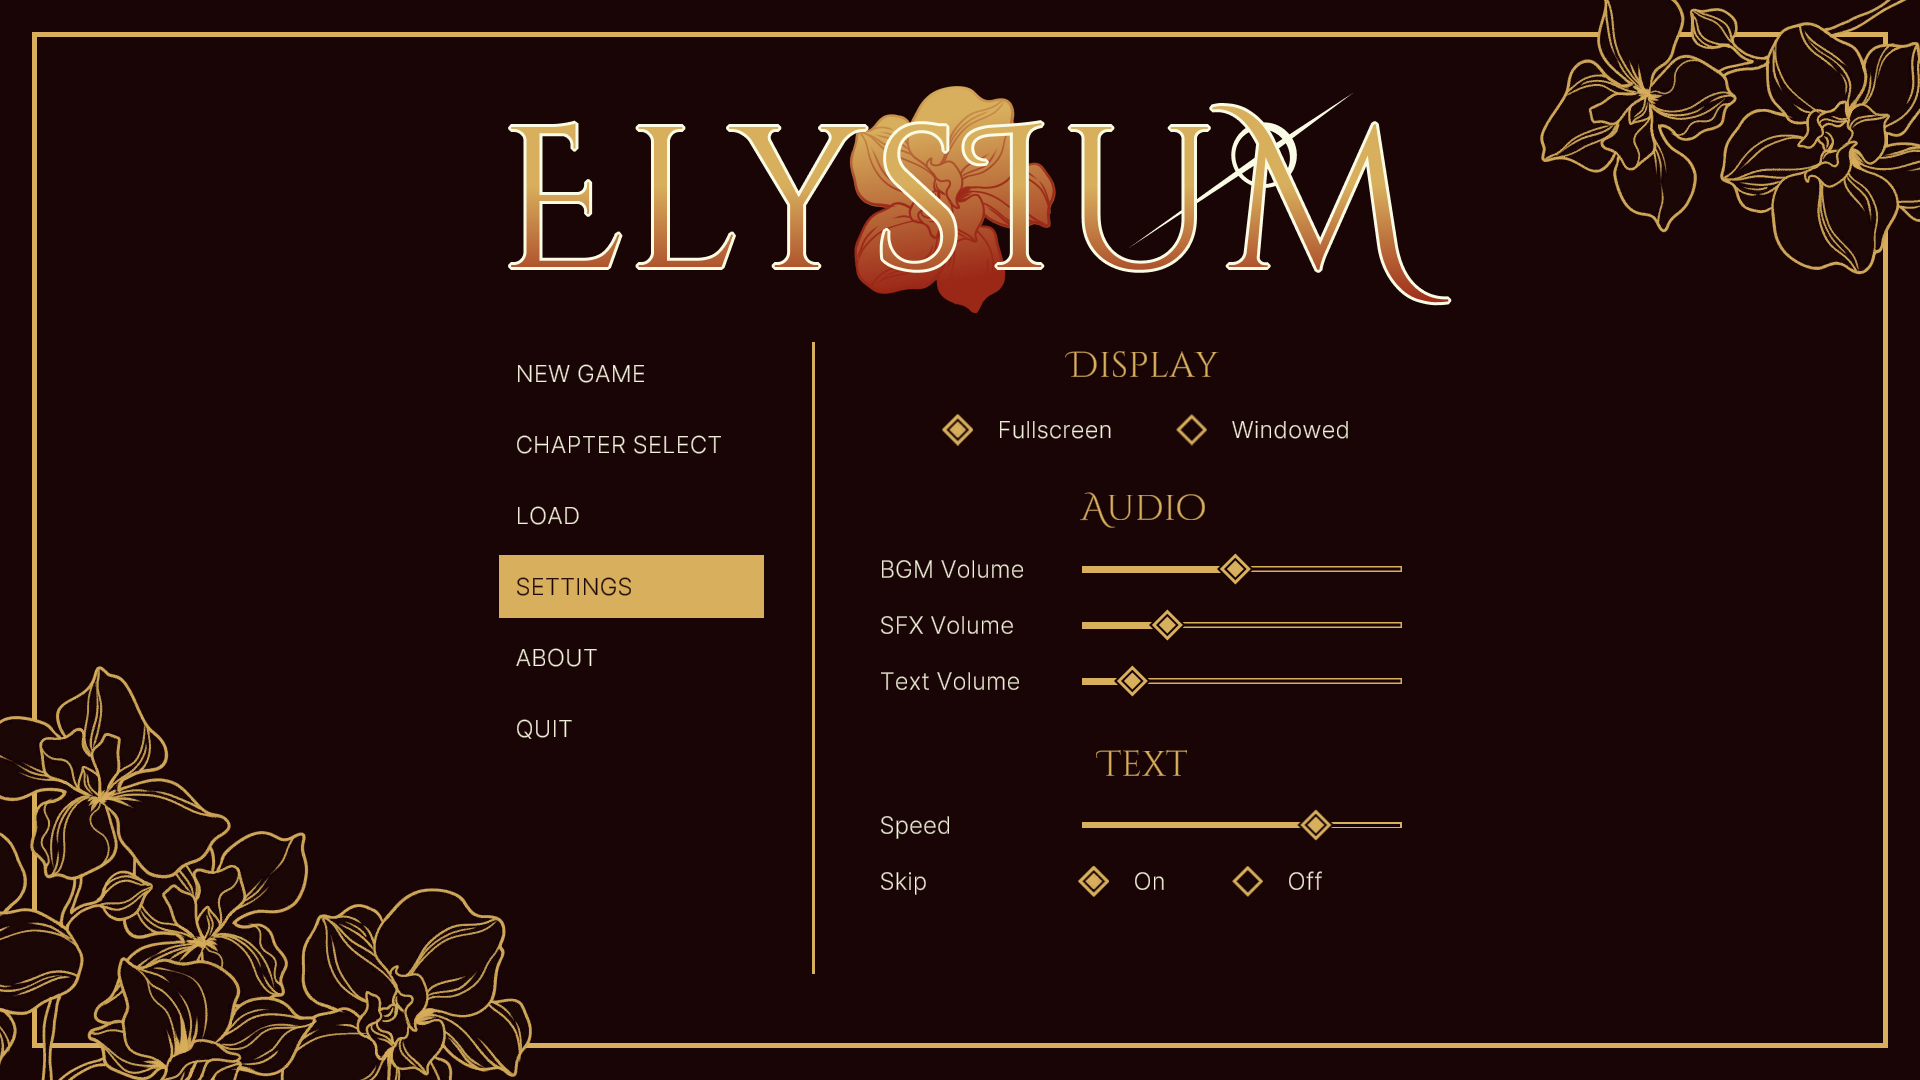 ELYSIUM
NEW GAME
CHAPTER SELECT
LOAD
SETTINGS
ABOUT
QUIT
DISPLAY
Fullscreen Windowed
AUDIO
BGM Volume
SFX Volume
Text Volume
TEXT
Speed
Skip On Off